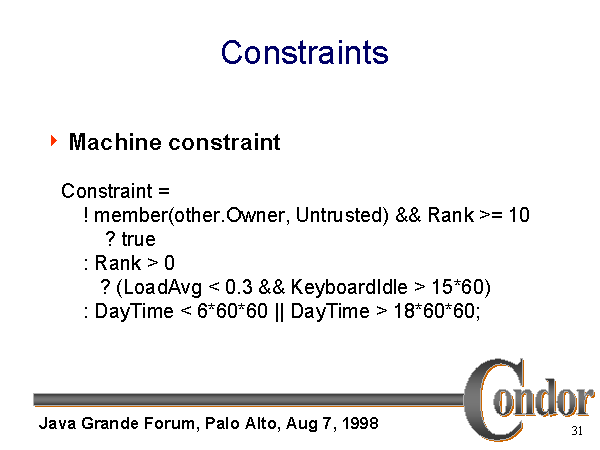 Constraints
Machine constraint
Constraint =
! member(other.Owner, Untrusted) && Rank >= 10
? true
: Rank > 0
? (LoadAvg < 0.3 && KeyboardIdle > 15*60)
: DayTime < 6*60*60 || DayTime > 18*60*60;
Condor
Java Grande Forum, Palo Alto, Aug 7, 1998
31